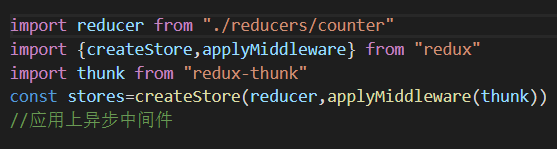 import reducer from "./reducers/counter"
import {createStore,applyMiddleware} from "redux"
import thunk from "redux-thunk"
const stores=createStore(reducer,applyMiddleware(thunk))
//应用上异步中间件